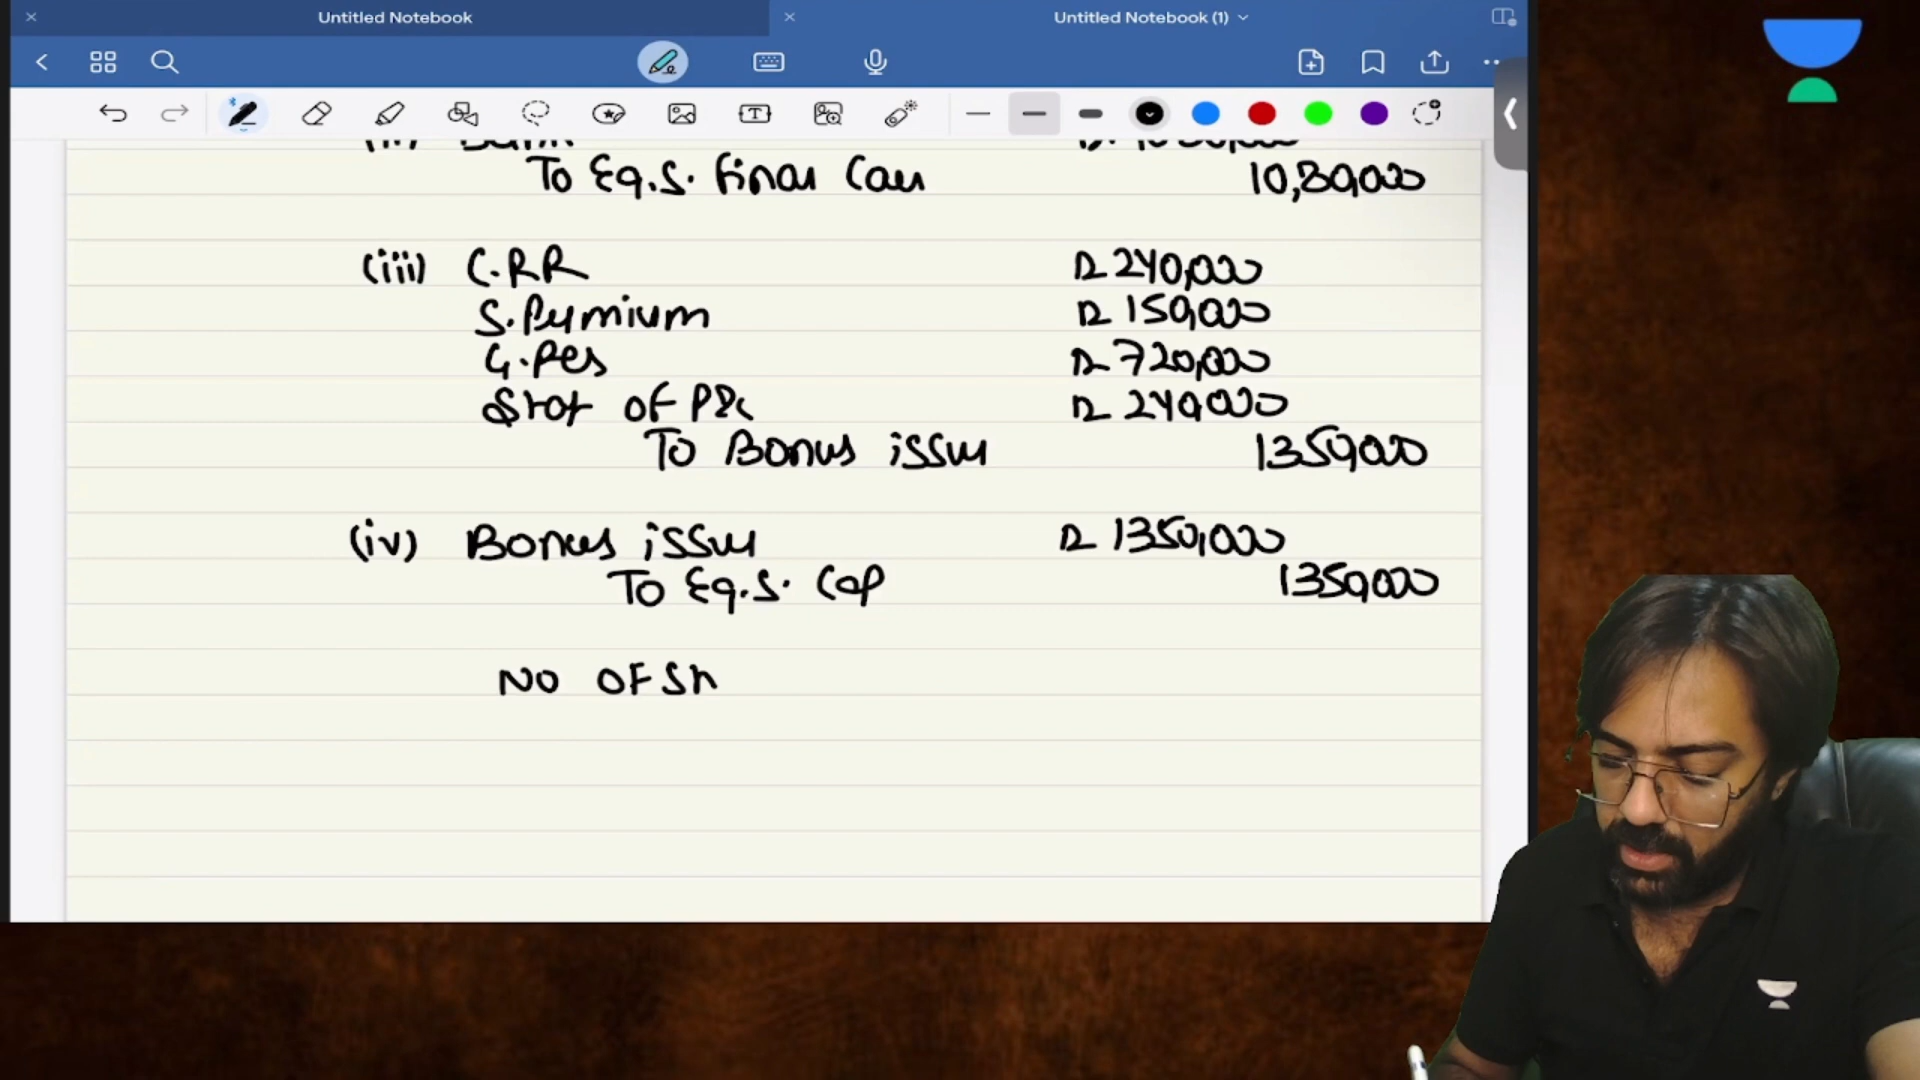 Untitled Notebook
Untitled Notebook (1)
To Eq.S. Final Call 10,80,000
(iii) C.RR Dr 240,000
S.Premium Dr 150,000
G.Res Dr 720,000
of P&L Dr 240,000
To Bonus issue 1350,000
(iv) Bonus issue Dr 1350,000
To Eq.S. Cap 1350,000
No OF Sh